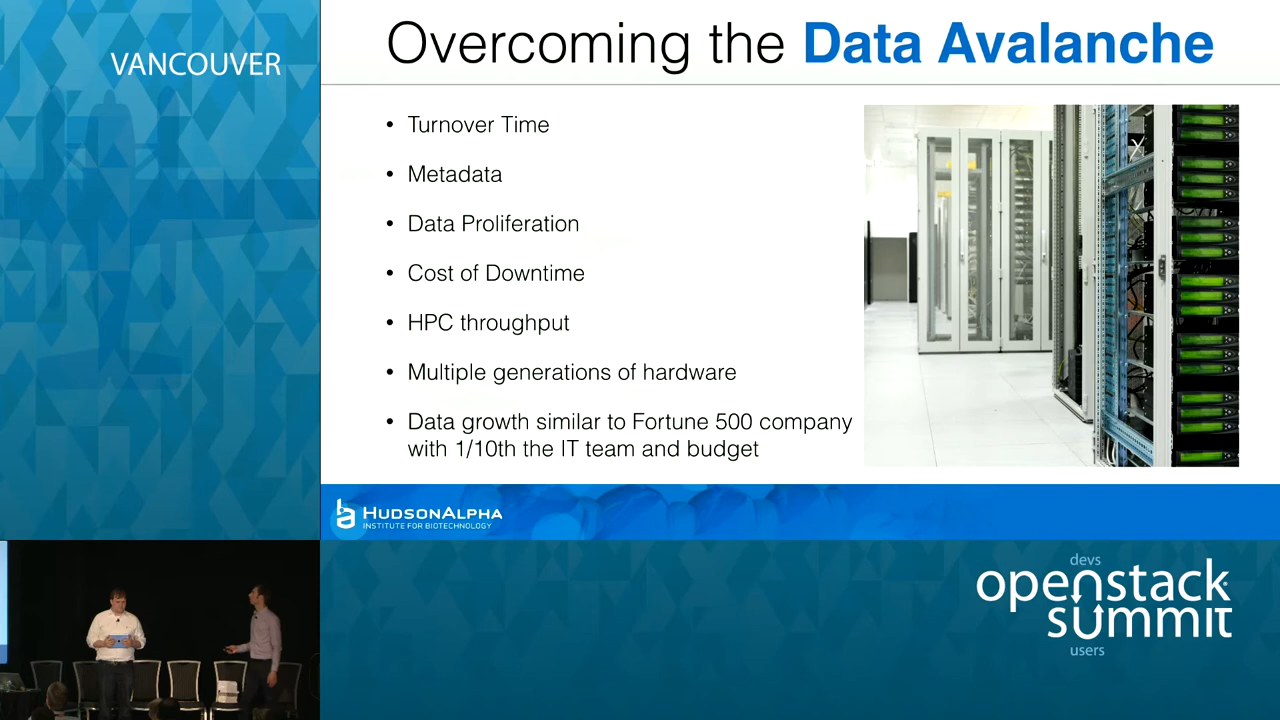 VANCOUVER
Overcoming the Data Avalanche
• Turnover Time
• Metadata
• Data Proliferation
• Cost of Downtime
• HPC throughput
• Multiple generations of hardware
• Data growth similar to Fortune 500 company
with 1/10th the IT team and budget
HUDSONALPHA
INSTITUTE FOR BIOTECHNOLOGY
devs
openstack
summit
users